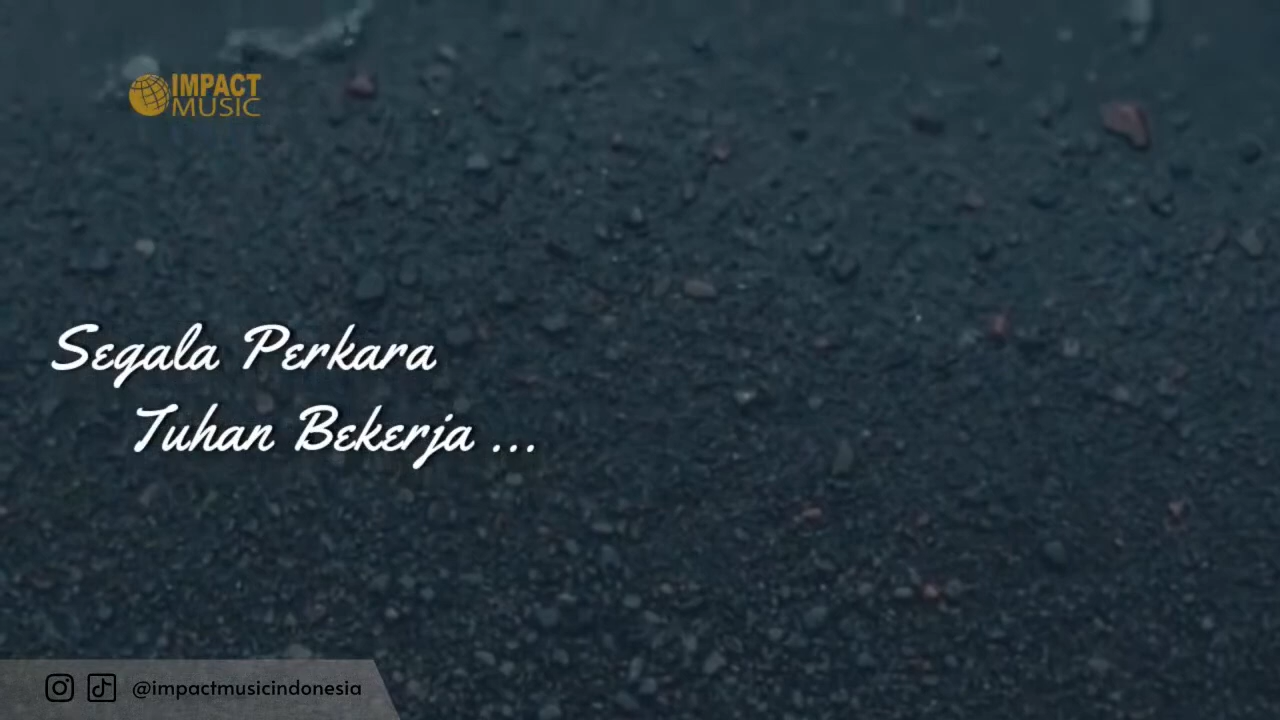 IMPACT
MUSIC
Segala Perkara
Tuhan Bekerja ...
@impactmusicindonesia